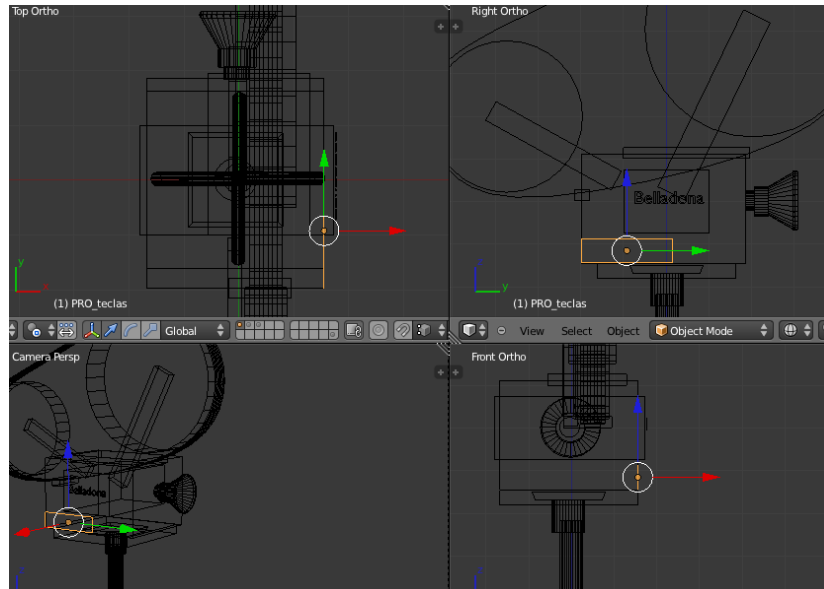 Top Ortho
Right Ortho
Belladona
(1) PRO_teclas
(1) PRO_teclas
Global
View Select Object Object Mode
Camera Persp
Front Ortho
Belladona